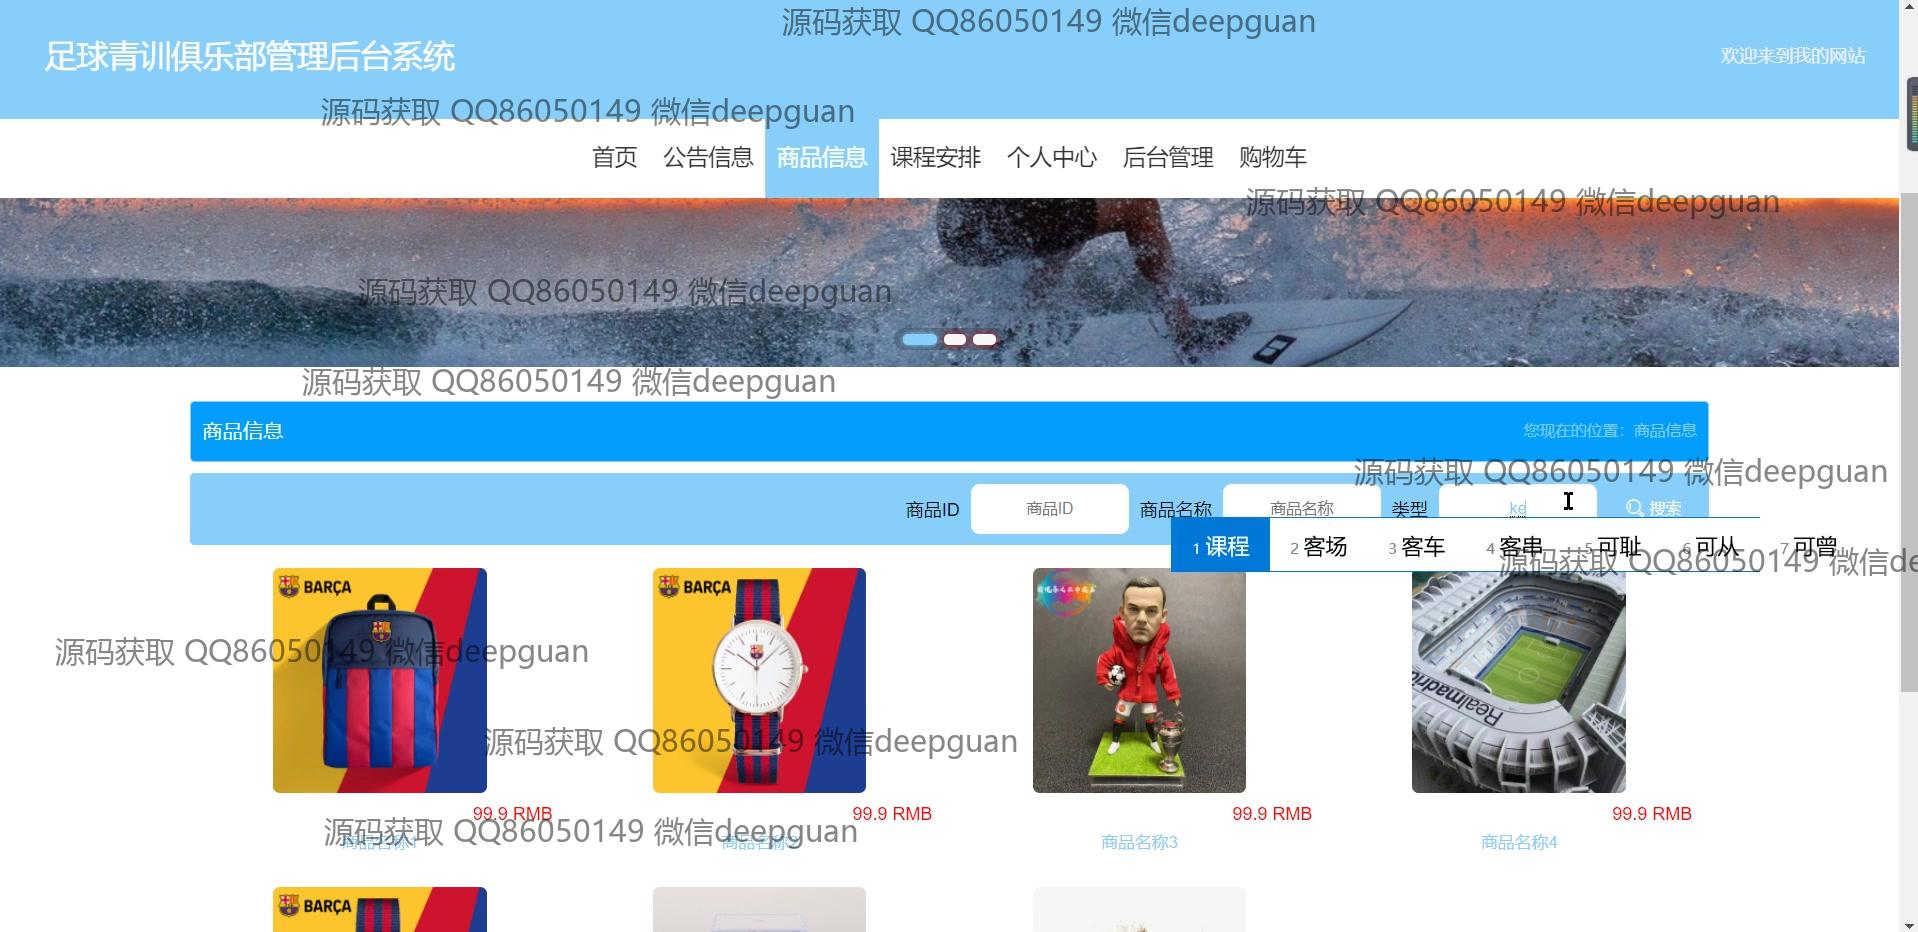 源码获取 QQ86050149 微信deepguan
足球青训俱乐部管理后台系统
欢迎来到我的网站
源码获取 QQ86050149 微信deepguan
首页 公告信息 商品信息 课程安排 个人中心 后台管理 购物车
源码获取 QQ86050149 微信deepguan
源码获取 QQ86050149 微信deepguan
源码获取 QQ86050149 微信deepguan
商品信息
您现在的位置：商品信息
源码获取 QQ86050149 微信deepguan
商品ID 商品ID 商品名称 商品名称 类型 ke 搜索
1 课程 2 客场 3 客车 4 客串 5 可耻 6 可从 7 可曾
源码获取 QQ86050149 微信de
BARÇA
BARÇA
Realmadrid
源码获取 QQ86050149 微信deepguan
源码获取 QQ86050149 微信deepguan
99.9 RMB 99.9 RMB 99.9 RMB 99.9 RMB
源码获取 QQ86050149 微信deepguan
商品名称1 商品名称2 商品名称3 商品名称4
BARÇA